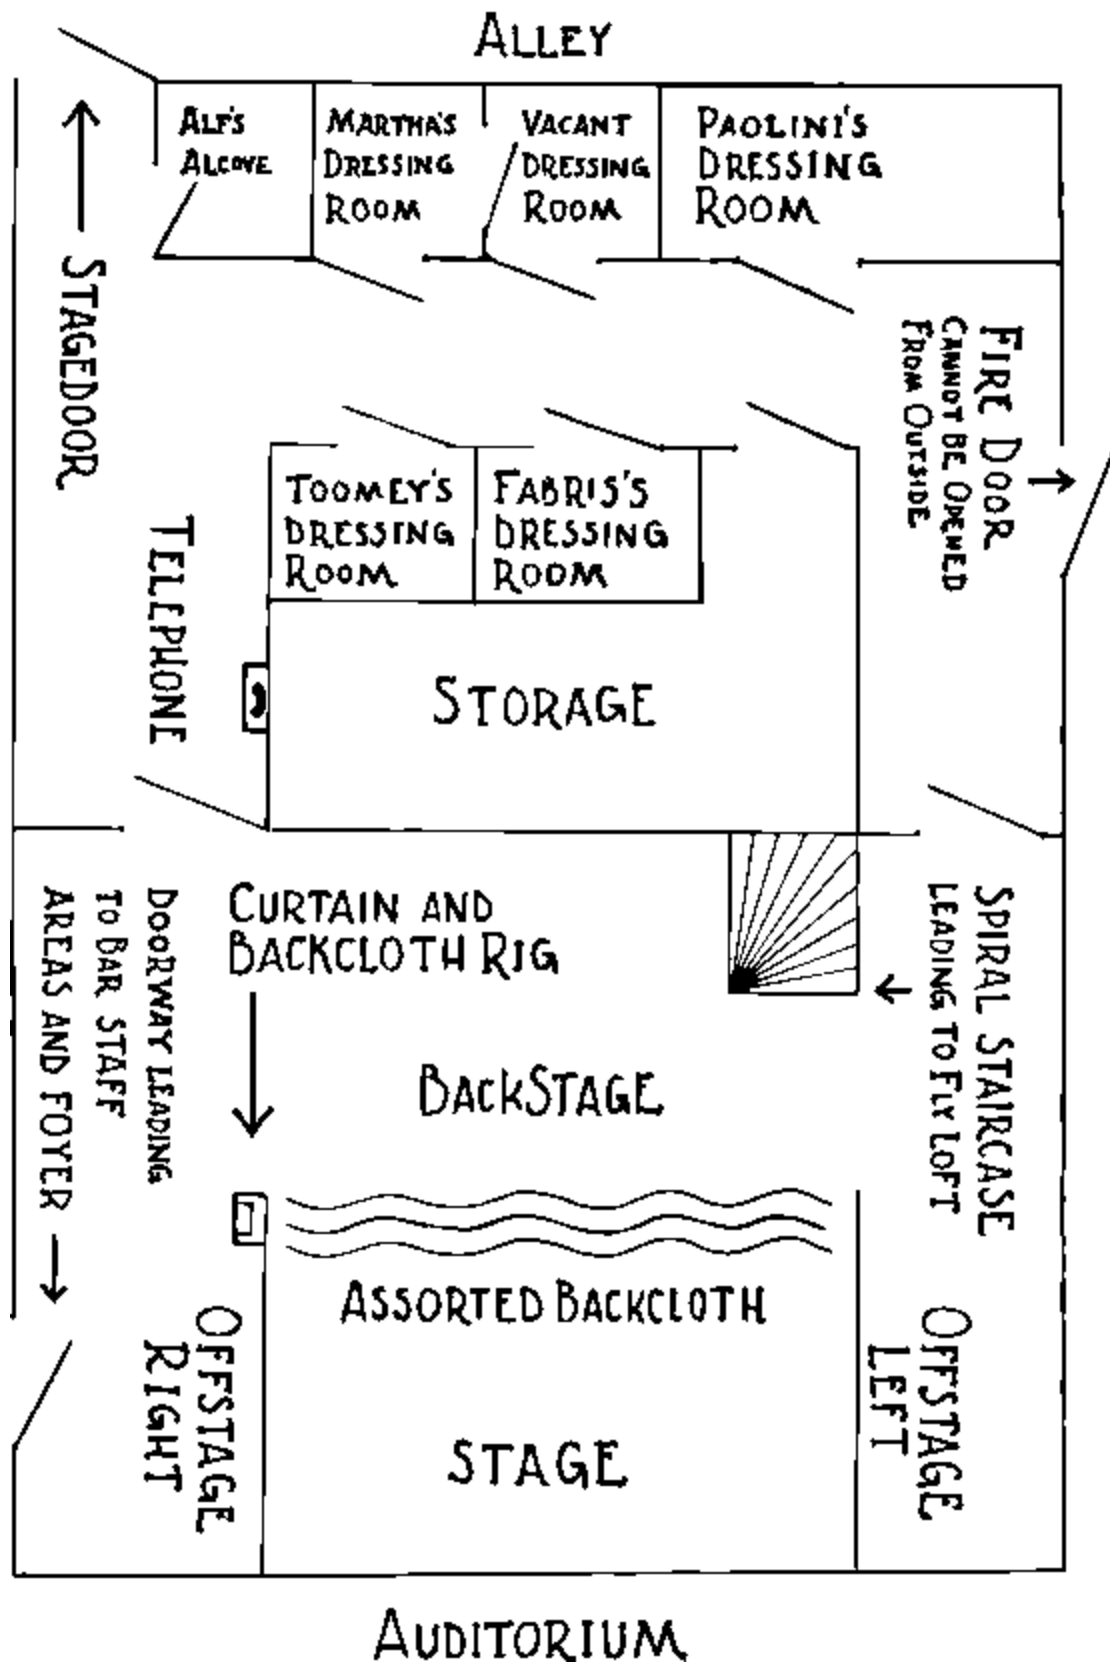 ALLEY
ALF'S
ALCOVE
MARTHA'S
DRESSING
ROOM
VACANT
DRESSING
ROOM
PAOLINI'S
DRESSING
ROOM
STAGEDOOR
FIRE DOOR
CANNOT BE OPENED
FROM OUTSIDE
TOOMEY'S
DRESSING
ROOM
FABRIS'S
DRESSING
ROOM
TELEPHONE
STORAGE
DOORWAY LEADING
TO BAR STAFF
AREAS AND FOYER
CURTAIN AND
BACKCLOTH RIG
SPIRAL STAIRCASE
LEADING TO FLY LOFT
BACKSTAGE
ASSORTED BACKCLOTH
OFFSTAGE
RIGHT
OFFSTAGE
LEFT
STAGE
AUDITORIUM